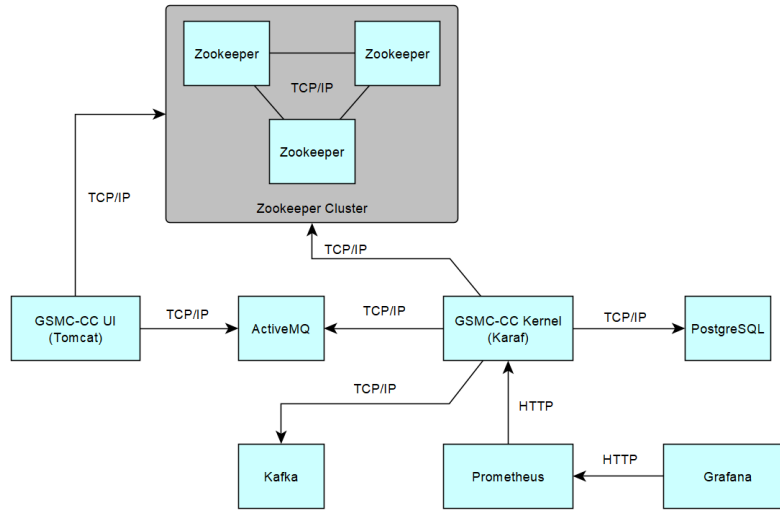 Zookeeper
Zookeeper
TCP/IP
Zookeeper
TCP/IP
Zookeeper Cluster
TCP/IP
GSMC-CC UI
(Tomcat)
TCP/IP
ActiveMQ
TCP/IP
GSMC-CC Kernel
(Karaf)
TCP/IP
PostgreSQL
TCP/IP
HTTP
Kafka
Prometheus
HTTP
Grafana